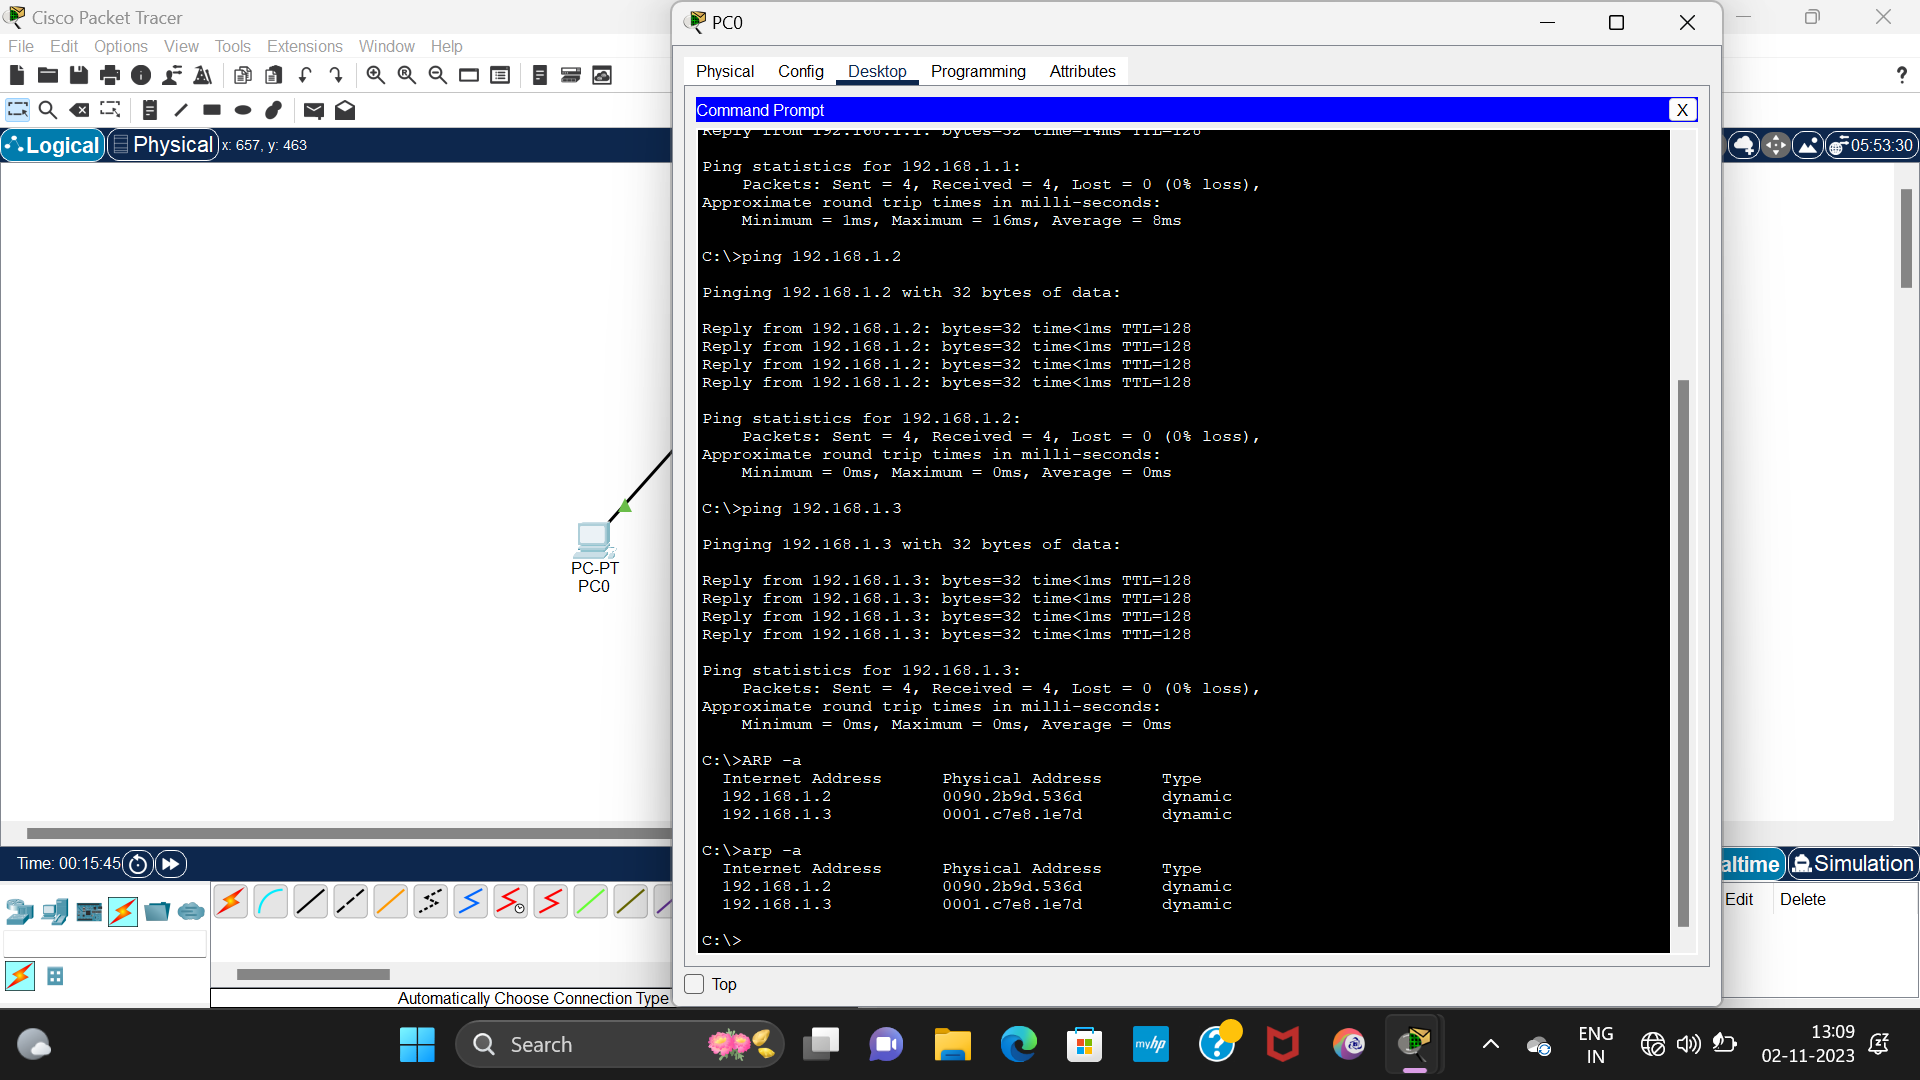 Cisco Packet Tracer
File Edit Options View Tools Extensions Window Help
Logical Physical x: 657, y: 463
05:53:30
PC-PT
PC0
Time: 00:15:45
Automatically Choose Connection Type
PC0
Physical Config Desktop Programming Attributes
Command Prompt X
Reply from 192.168.1.1: bytes=32 time=14ms TTL=128
Ping statistics for 192.168.1.1:
Packets: Sent = 4, Received = 4, Lost = 0 (0% loss),
Approximate round trip times in milli-seconds:
Minimum = 1ms, Maximum = 16ms, Average = 8ms
C:\>ping 192.168.1.2
Pinging 192.168.1.2 with 32 bytes of data:
Reply from 192.168.1.2: bytes=32 time<1ms TTL=128
Reply from 192.168.1.2: bytes=32 time<1ms TTL=128
Reply from 192.168.1.2: bytes=32 time<1ms TTL=128
Reply from 192.168.1.2: bytes=32 time<1ms TTL=128
Ping statistics for 192.168.1.2:
Packets: Sent = 4, Received = 4, Lost = 0 (0% loss),
Approximate round trip times in milli-seconds:
Minimum = 0ms, Maximum = 0ms, Average = 0ms
C:\>ping 192.168.1.3
Pinging 192.168.1.3 with 32 bytes of data:
Reply from 192.168.1.3: bytes=32 time<1ms TTL=128
Reply from 192.168.1.3: bytes=32 time<1ms TTL=128
Reply from 192.168.1.3: bytes=32 time<1ms TTL=128
Reply from 192.168.1.3: bytes=32 time<1ms TTL=128
Ping statistics for 192.168.1.3:
Packets: Sent = 4, Received = 4, Lost = 0 (0% loss),
Approximate round trip times in milli-seconds:
Minimum = 0ms, Maximum = 0ms, Average = 0ms
C:\>ARP -a
Internet Address Physical Address Type
192.168.1.2 0090.2b9d.536d dynamic
192.168.1.3 0001.c7e8.1e7d dynamic
C:\>arp -a
Internet Address Physical Address Type
192.168.1.2 0090.2b9d.536d dynamic
192.168.1.3 0001.c7e8.1e7d dynamic
C:\>
Top
altime Simulation
Edit Delete
Search
myhp
ENG
IN
13:09
02-11-2023